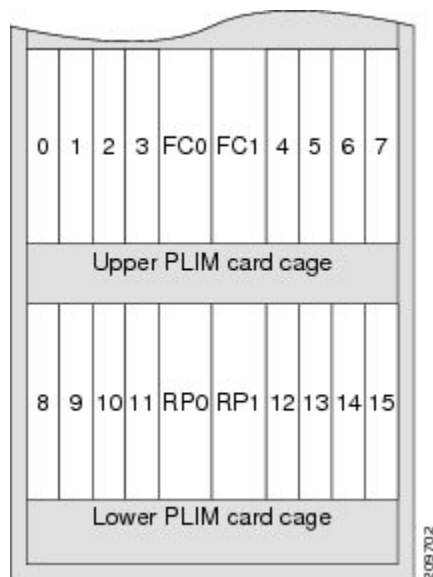 0 1 2 3 FC0 FC1 4 5 6 7
Upper PLIM card cage
8 9 10 11 RP0 RP1 12 13 14 15
Lower PLIM card cage
209702